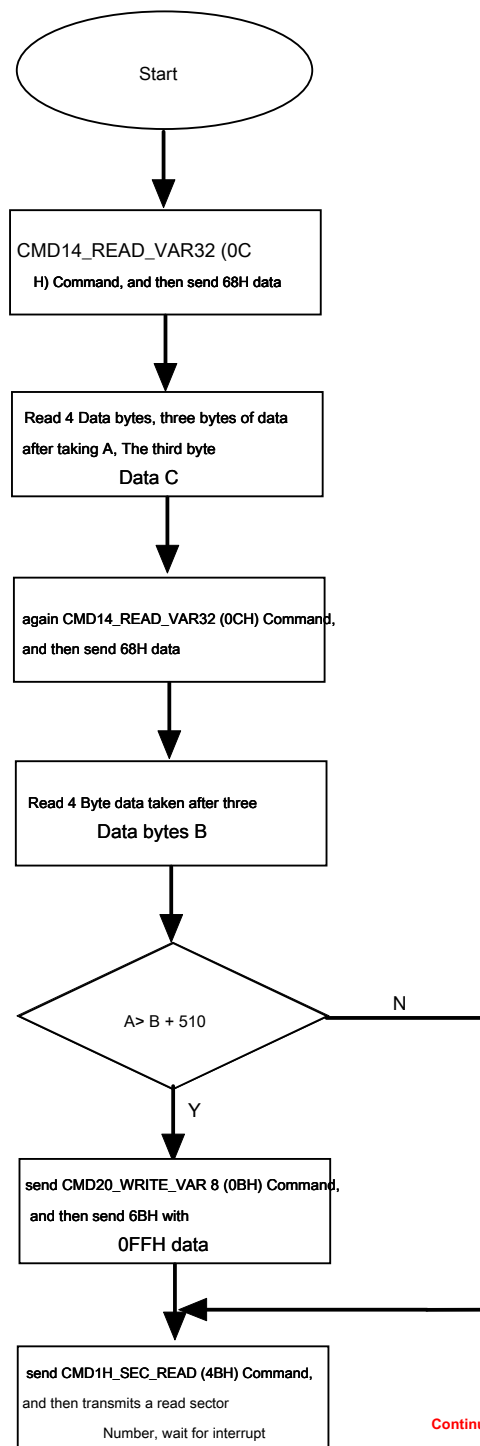 Start
CMD14_READ_VAR32 (0C
H) Command, and then send 68H data
Read 4 Data bytes, three bytes of data
after taking A, The third byte
Data C
again CMD14_READ_VAR32 (0CH) Command,
and then send 68H data
Read 4 Byte data taken after three
Data bytes B
A> B + 510
N
Y
send CMD20_WRITE_VAR 8 (0BH) Command,
and then send 6BH with
0FFH data
send CMD1H_SEC_READ (4BH) Command,
and then transmits a read sector
Number, wait for interrupt
Continu